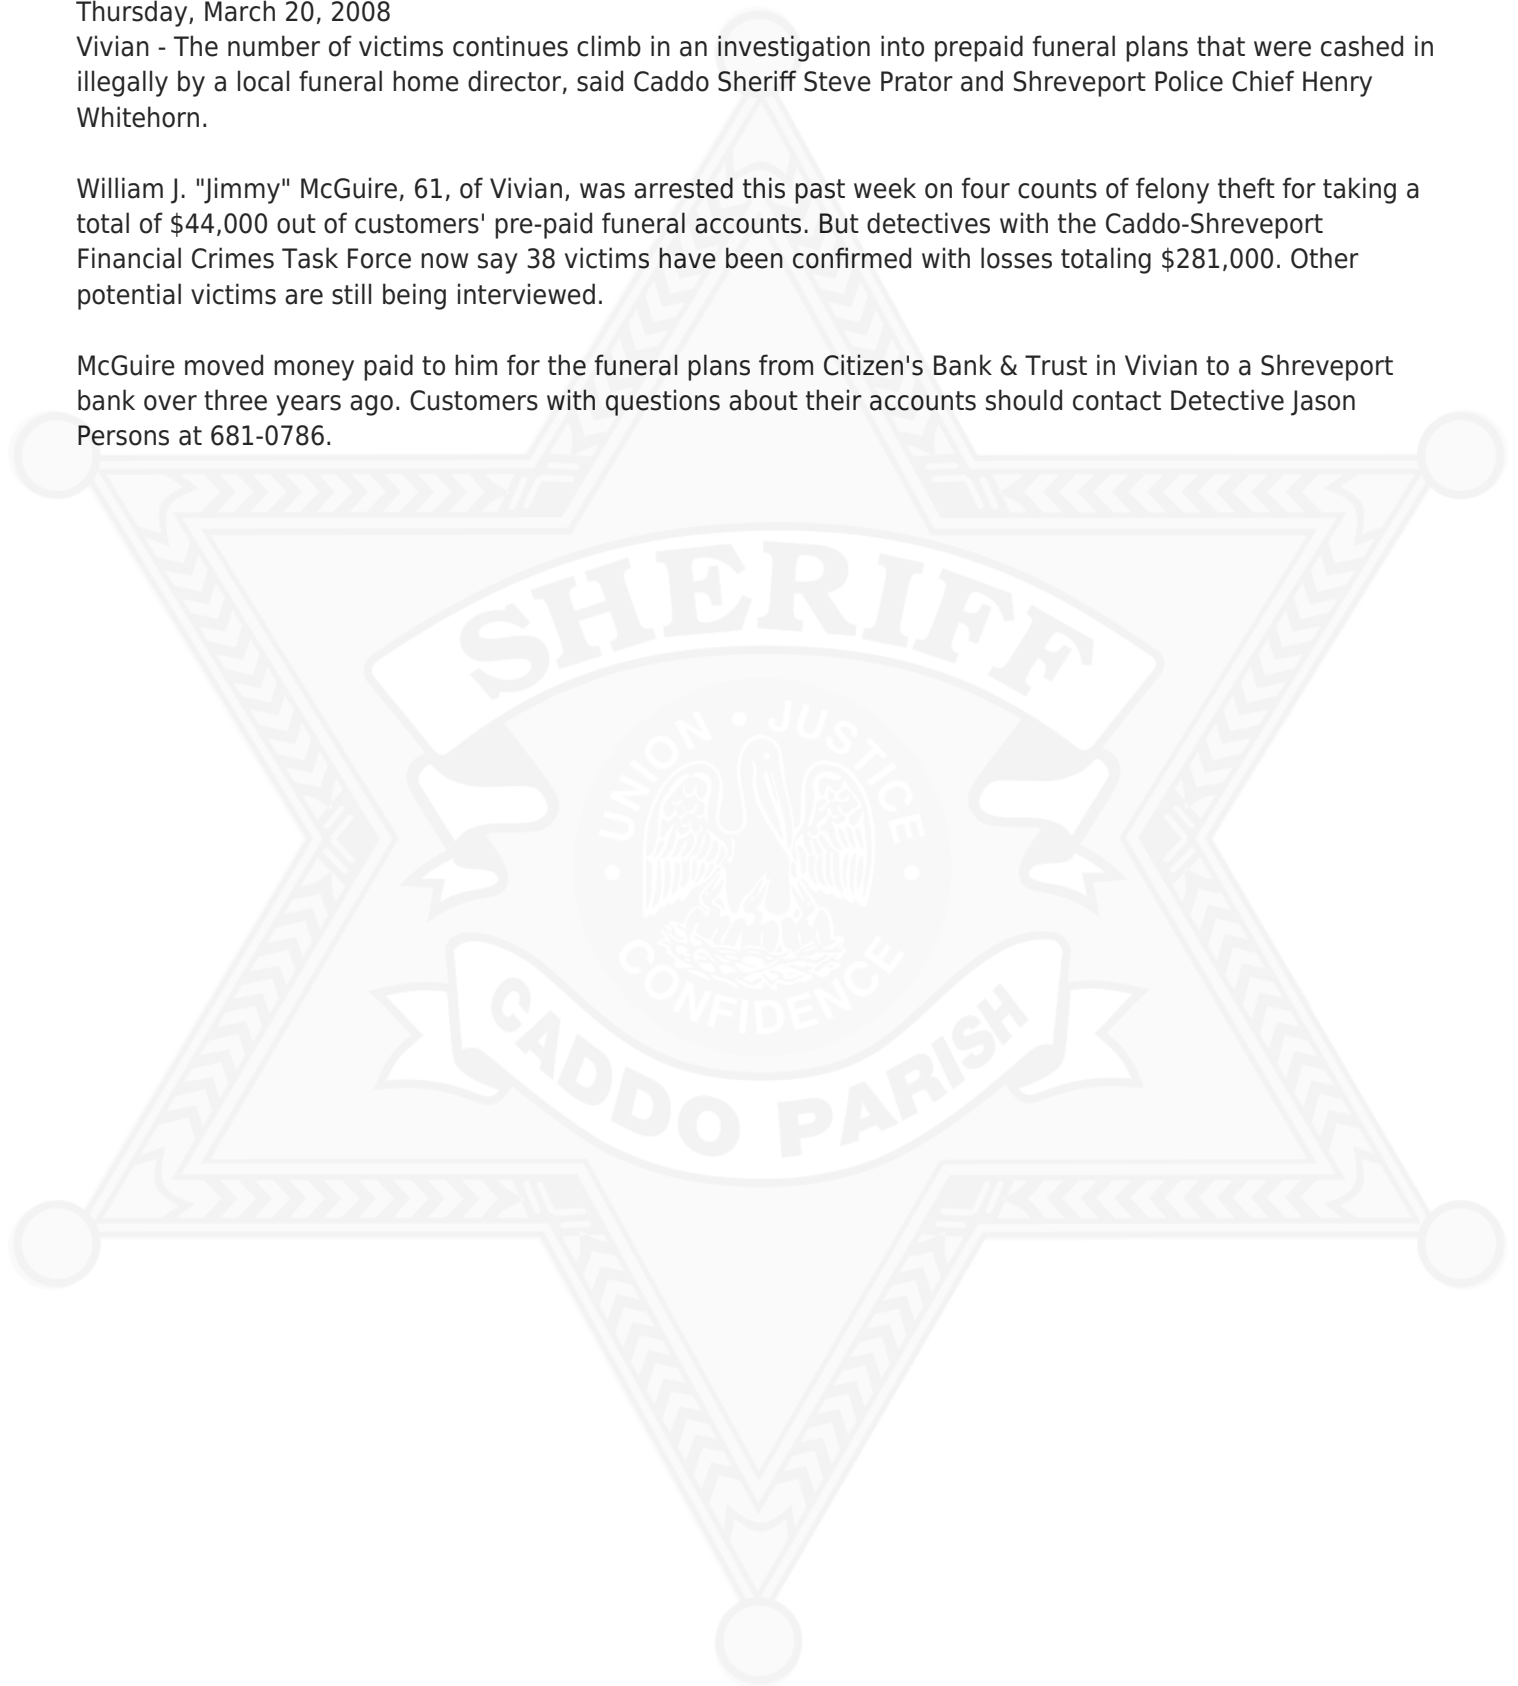 Thursday, March 20, 2008
Vivian - The number of victims continues climb in an investigation into prepaid funeral plans that were cashed in
illegally by a local funeral home director, said Caddo Sheriff Steve Prator and Shreveport Police Chief Henry
Whitehorn.
William J. "Jimmy" McGuire, 61, of Vivian, was arrested this past week on four counts of felony theft for taking a
total of $44,000 out of customers' pre-paid funeral accounts. But detectives with the Caddo-Shreveport
Financial Crimes Task Force now say 38 victims have been confirmed with losses totaling $281,000. Other
potential victims are still being interviewed.
McGuire moved money paid to him for the funeral plans from Citizen's Bank & Trust in Vivian to a Shreveport
bank over three years ago. Customers with questions about their accounts should contact Detective Jason
Persons at 681-0786.
SHERIFF
UNION • JUSTICE
• CONFIDENCE •
CADDO PARISH